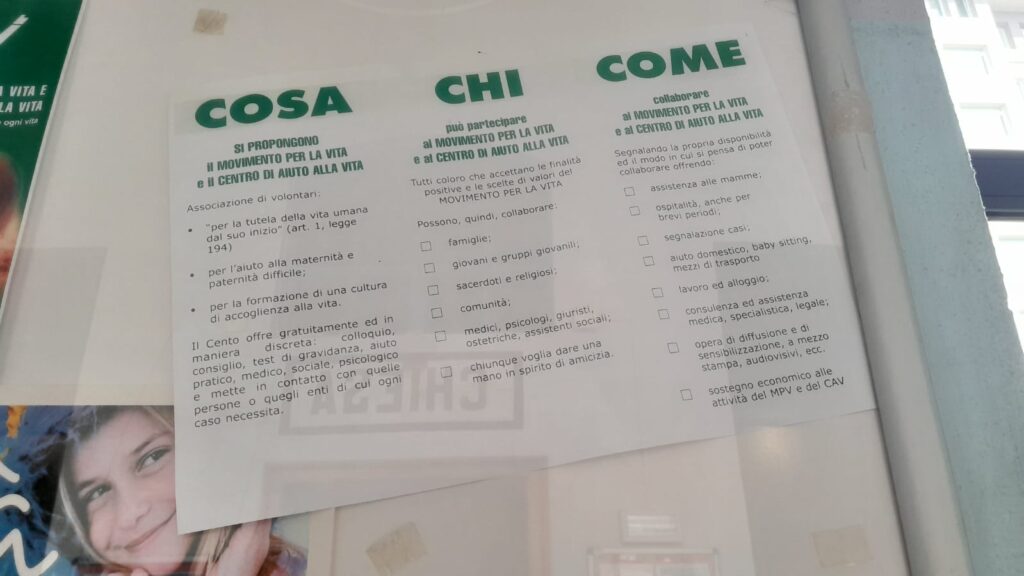 A VITA E
LA VITA
ogni vita
COSA
SI PROPONGONO
il MOVIMENTO PER LA VITA
e il CENTRO DI AIUTO ALLA VITA
Associazione di volontari:
• "per la tutela della vita umana
dal suo inizio" (art. 1, legge
194)
• per l'aiuto alla maternità e
paternità difficile;
• per la formazione di una cultura
di accoglienza alla vita.
Il Cento offre gratuitamente ed in
maniera discreta: colloquio,
consiglio, test di gravidanza, aiuto
pratico, medico, sociale, psicologico
e mette in contatto con quelle
persone o quegli enti di cui ogni
caso necessita.
CHI
può partecipare
al MOVIMENTO PER LA VITA
e al CENTRO DI AIUTO ALLA VITA
Tutti coloro che accettano le finalità
positive e le scelte di valori del
MOVIMENTO PER LA VITA
Possono, quindi, collaborare:
☐ famiglie;
☐ giovani e gruppi giovanili;
☐ sacerdoti e religiosi;
☐ comunità;
☐ medici, psicologi, giuristi,
ostetriche, assistenti sociali;
☐ chiunque voglia dare una
mano in spirito di amicizia.
COME
collaborare
al MOVIMENTO PER LA VITA
e al CENTRO DI AIUTO ALLA VITA
Segnalando la propria disponibilità
ed il modo in cui si pensa di poter
collaborare offrendo:
☐ assistenza alle mamme;
☐ ospitalità, anche per
brevi periodi;
☐ segnalazione casi;
☐ aiuto domestico, baby sitting,
mezzi di trasporto
☐ lavoro ed alloggio;
☐ consulenza ed assistenza
medica, specialistica, legale;
☐ opera di diffusione e di
sensibilizzazione, a mezzo
stampa, audiovisivi, ecc.
☐ sostegno economico alle
attività del MPV e del CAV
CHIESA